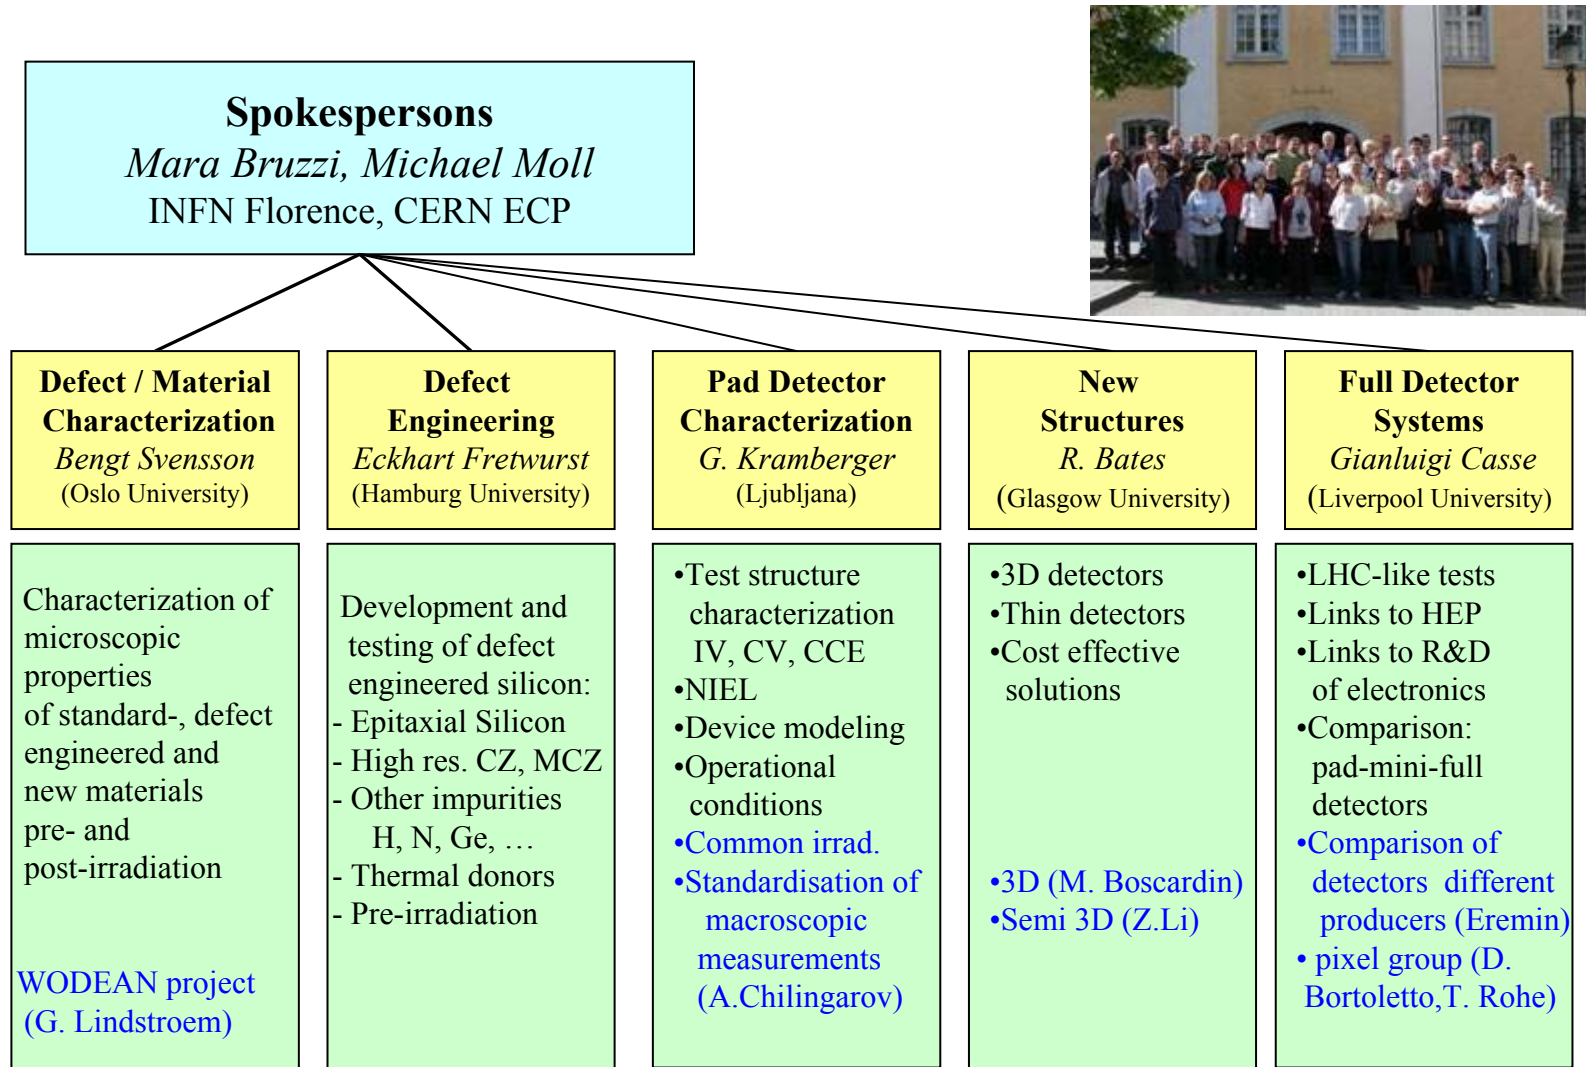 Spokespersons
Mara Bruzzi, Michael Moll
INFN Florence, CERN ECP
Defect / Material
Characterization
Bengt Svensson
(Oslo University)
Defect
Engineering
Eckhart Fretwurst
(Hamburg University)
Pad Detector
Characterization
G. Kramberger
(Ljubljana)
New
Structures
R. Bates
(Glasgow University)
Full Detector
Systems
Gianluigi Casse
(Liverpool University)
Characterization of
microscopic
properties
of standard-, defect
engineered and
new materials
pre- and
post-irradiation
WODEAN project
(G. Lindstroem)
Development and
testing of defect
engineered silicon:
- Epitaxial Silicon
- High res. CZ, MCZ
- Other impurities
H, N, Ge, …
- Thermal donors
- Pre-irradiation
•Test structure
characterization
IV, CV, CCE
•NIEL
•Device modeling
•Operational
conditions
•Common irrad.
•Standardisation of
macroscopic
measurements
(A.Chilingarov)
•3D detectors
•Thin detectors
•Cost effective
solutions
•3D (M. Boscardin)
•Semi 3D (Z.Li)
•LHC-like tests
•Links to HEP
•Links to R&D
of electronics
•Comparison:
pad-mini-full
detectors
•Comparison of
detectors different
producers (Eremin)
• pixel group (D.
Bortoletto,T. Rohe)